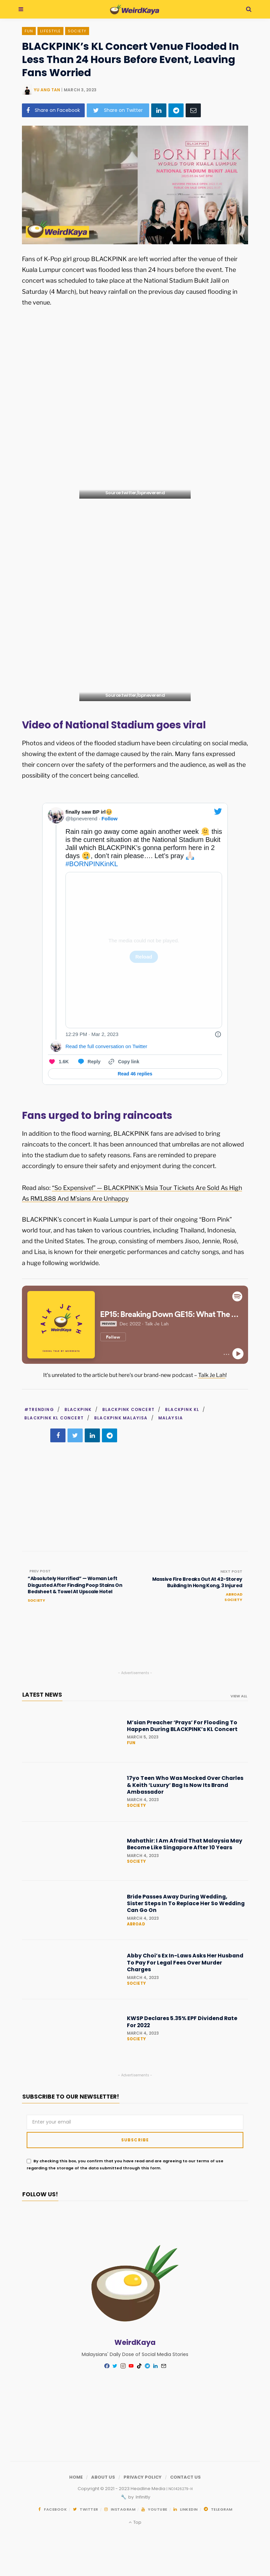 WeirdKaya
FUN LIFESTYLE SOCIETY
BLACKPINK's KL Concert Venue Flooded In
Less Than 24 Hours Before Event, Leaving
Fans Worried
FU ANG TAN | MARCH 3, 2023
Share on Facebook Share on Twitter
WeirdKaya
BORN PINK
WORLD TOUR KUALA LUMPUR
NATIONAL STADIUM BUKIT JALIL
Fans of K-Pop girl group BLACKPINK are left worried after the venue of their
Kuala Lumpur concert was flooded less than 24 hours before the event. The
concert was scheduled to take place at the National Stadium Bukit Jalil on
Saturday (4 March), but heavy rainfall on the previous day caused flooding in
the venue.
Video of National Stadium goes viral
Photos and videos of the flooded stadium have been circulating on social media,
showing the extent of the damage caused by the rain. Many fans expressed
their concern over the safety of the performers and the audience, as well as the
possibility of the concert being cancelled.
finally saw BP irl🥹
· Follow
Rain rain go away come again another week 🫠 this
is the current situation at the National Stadium Bukit
Jalil which BLACKPINK's gonna perform here in 2
days 🥲, don't rain please…. Let's pray 🙏🏻
#BORNPINKinKL
This media could not be played.
Reload
12:29 PM · Mar 2, 2023
Read the full conversation on Twitter
1.8K Reply Copy link
Read 46 replies
Fans urged to bring raincoats
In addition to the flood warning, BLACKPINK fans are advised to bring
raincoats to the concert. It has been announced that umbrellas are not allowed
into the stadium due to safety reasons. Fans are reminded to prepare
accordingly to ensure their safety and enjoyment of the concert.
Read also: "So Expensive!" — BLACKPINK's Msia Tour Tickets Are Sold As High
As RM1,888 And M'sians Are Unhappy
BLACKPINK's concert in Kuala Lumpur is part of their ongoing "Born Pink"
world tour, and has taken to various countries, including Thailand, Indonesia,
and the United States. The group, consisting of members Jisoo, Jennie, Rosé,
and Lisa, is known for their energetic performances and catchy songs, and has
a huge following worldwide.
TALK JE LAH
WeirdKaya
EP15: Breaking Down GE15: What The ...
PREVIEW Dec 2022 · Talk Je Lah
Follow
It's unrelated to the article but here's our brand-new podcast – Talk Je Lah!
#TRENDING / BLACKPINK / BLACKPINK CONCERT / BLACKPINK KL /
BLACKPINK KL CONCERT / BLACKPINK MALAYISA / MALAYSIA
PREV POST
"Absolutely Horrified" — Woman Left
Disgusted After Finding Poop Stains On
Bedsheet & Towel At Upscale Hotel
SOCIETY
NEXT POST
Massive Fire Breaks Out At 42-Storey
Building In Hong Kong, 3 Injured
ABROAD
SOCIETY
- Advertisements -
LATEST NEWS
VIEW ALL
M'sian Preacher 'Prays' For Flooding To
Happen During BLACKPINK's KL Concert
MARCH 5, 2023
FUN
17yo Teen Who Was Mocked Over Charles
& Keith 'Luxury' Bag Is Now Its Brand
Ambassador
MARCH 4, 2023
SOCIETY
Mahathir: I Am Afraid That Malaysia May
Become Like Singapore After 10 Years
MARCH 4, 2023
SOCIETY
Bride Passes Away During Wedding,
Sister Steps In To Replace Her So Wedding
Can Go On
MARCH 4, 2023
ABROAD
Abby Choi's Ex In-Laws Asks Her Husband
To Pay For Legal Fees Over Murder
Charges
MARCH 4, 2023
SOCIETY
KWSP Declares 5.35% EPF Dividend Rate
For 2022
MARCH 4, 2023
SOCIETY
- Advertisements -
SUBSCRIBE TO OUR NEWSLETTER!
Enter your email
SUBSCRIBE
By checking this box, you confirm that you have read and are agreeing to our terms of use
regarding the storage of the data submitted through this form.
FOLLOW US!
WeirdKaya
Malaysians' Daily Dose of Social Media Stories
HOME ABOUT US PRIVACY POLICY CONTACT US
Copyright © 2021 - 2023 Headline Media
by Infinity
FACEBOOK TWITTER INSTAGRAM YOUTUBE LINKEDIN TELEGRAM
Top